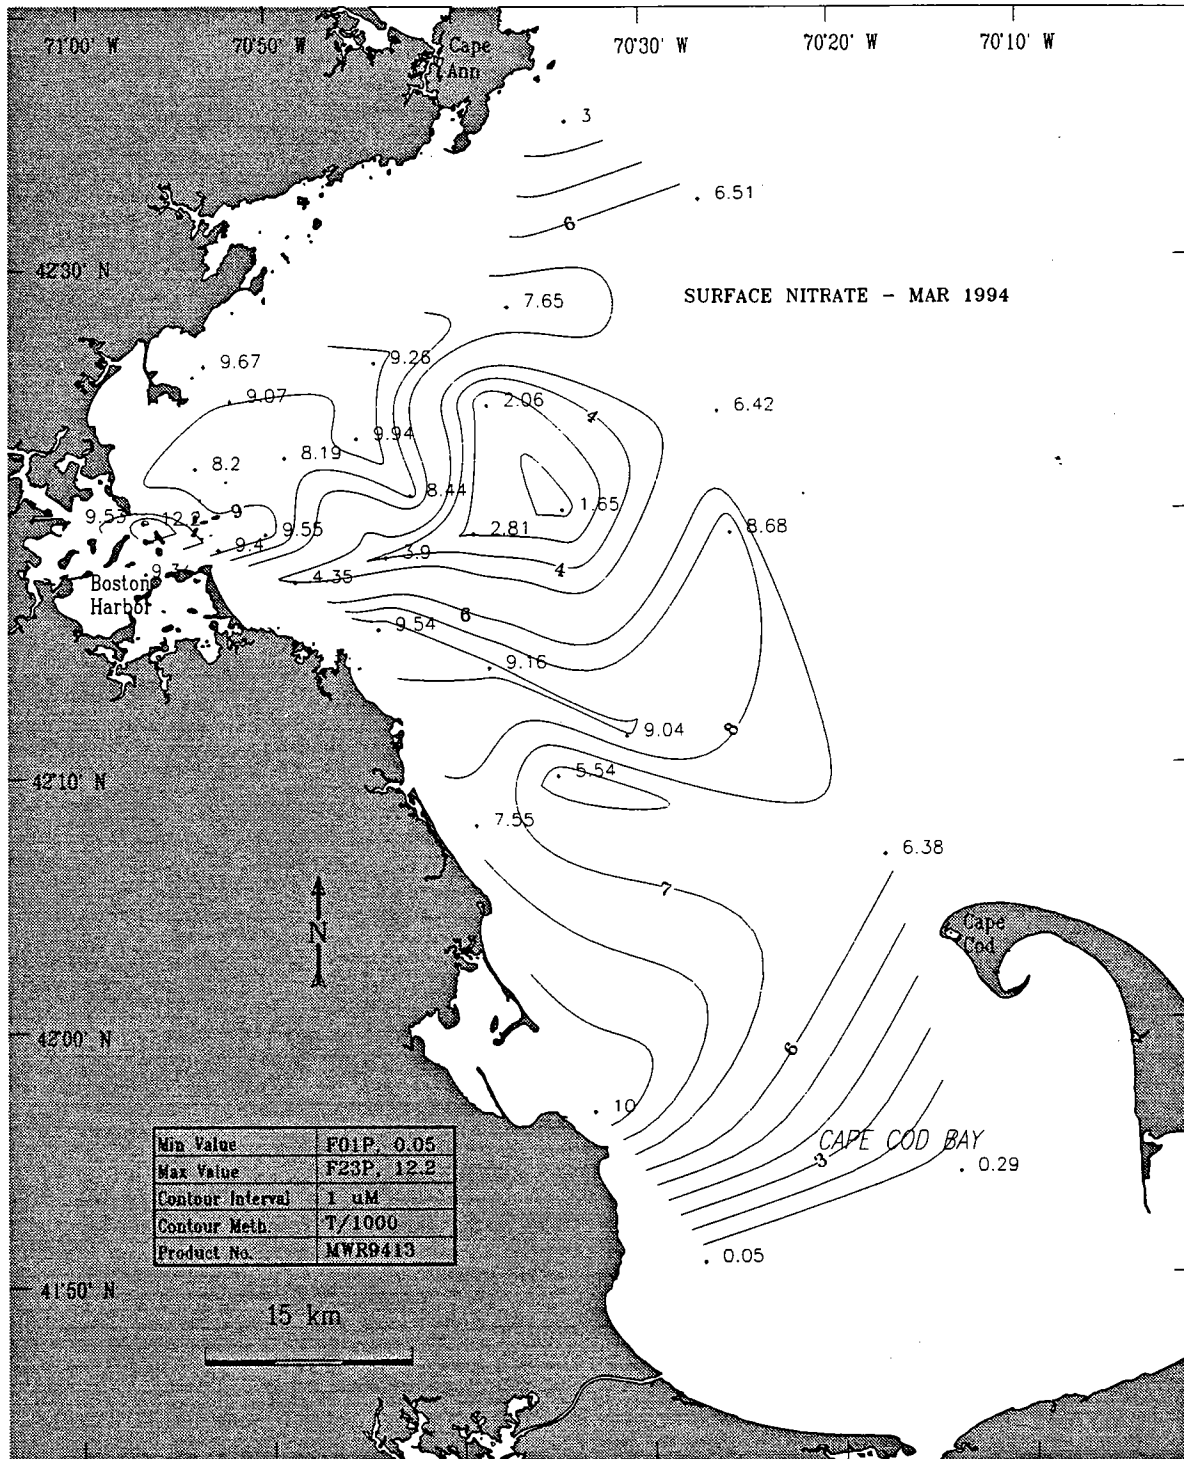 71°00' W 70°50' W 70°30' W 70°20' W 70°10' W
Cape
Ann
3
6.51
6
42°30' N
SURFACE NITRATE - MAR 1994
7.65
9.67
9.26
9.07
2.06
4
6.42
9.94
8.19
8.2
8.44
1.65
9.53
12.2
9
9.55
2.81
8.68
9.4
3.9
4
4.35
Boston
Harbor
6
9.54
9.16
9.04
8
5.54
42°10' N
7.55
6.38
7
N
Cape
Cod
42°00' N
6
10
CAPE COD BAY
3
0.29
0.05
Min Value F01P, 0.05
Max Value F23P, 12.2
Contour Interval 1 uM
Contour Meth. T/1000
Product No. MWR9413
41°50' N
15 km